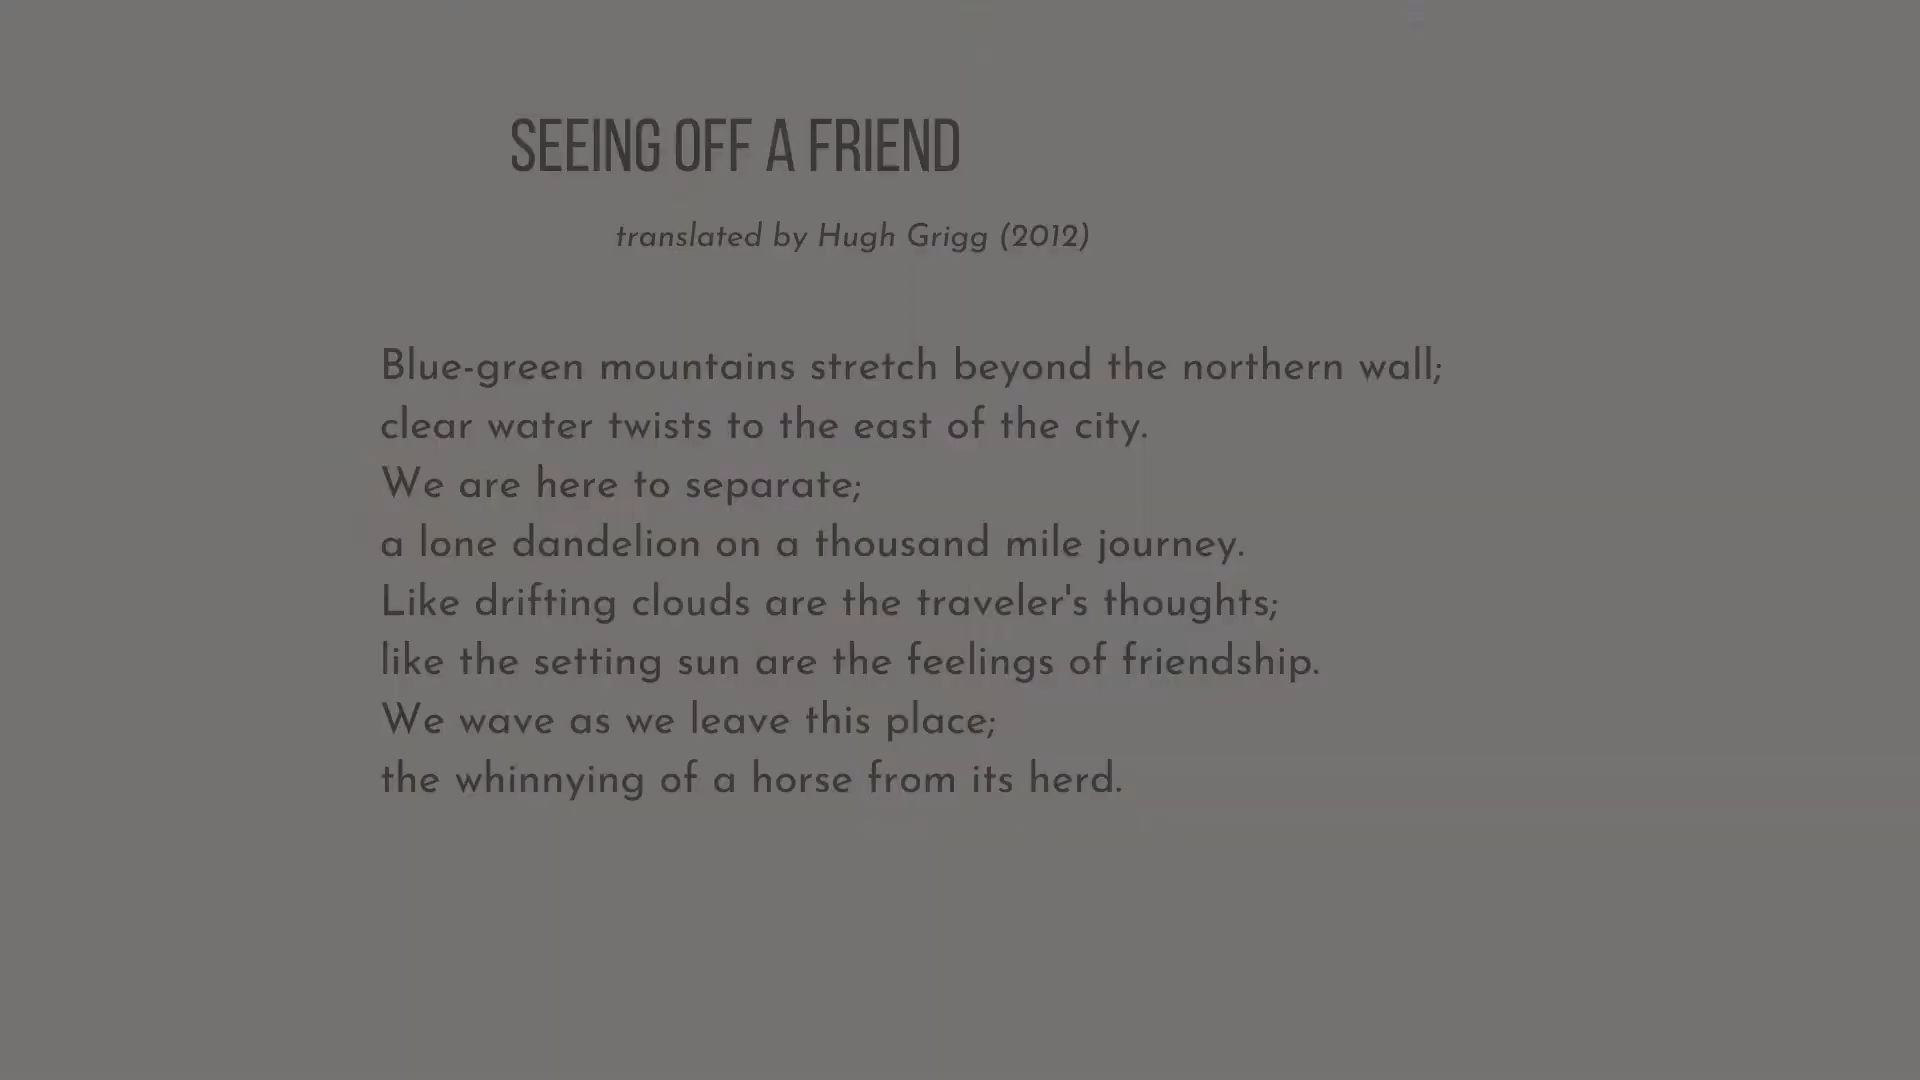 SEEING OFF A FRIEND
translated by Hugh Grigg (2012)
Blue-green mountains stretch beyond the northern wall;
clear water twists to the east of the city.
We are here to separate;
a lone dandelion on a thousand mile journey.
Like drifting clouds are the traveler's thoughts;
like the setting sun are the feelings of friendship.
We wave as we leave this place;
the whinnying of a horse from its herd.